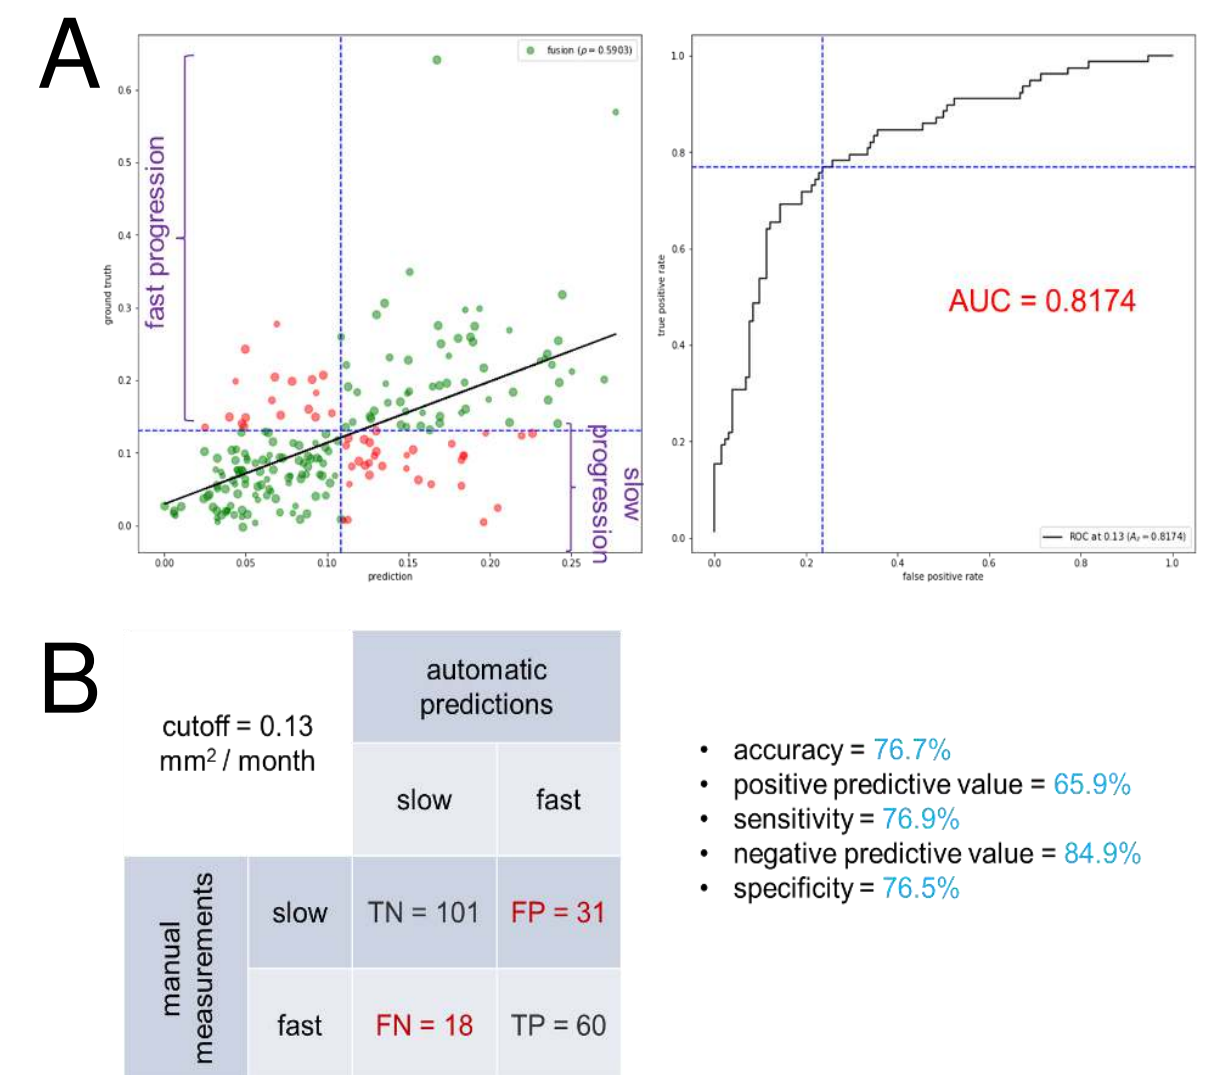 A
fusion (ρ = 0.5903)
fast progression
slow
progression
ground truth
0.6
0.5
0.4
0.3
0.2
0.1
0.0
0.00 0.05 0.10 0.15 0.20 0.25
prediction
true positive rate
1.0
0.8
0.6
0.4
0.2
0.0
AUC = 0.8174
ROC at 0.13 (A_z = 0.8174)
0.0 0.2 0.4 0.6 0.8 1.0
false positive rate
B
cutoff = 0.13
mm² / month
automatic
predictions
slow fast
manual
measurements
slow TN = 101 FP = 31
fast FN = 18 TP = 60
• accuracy = 76.7%
• positive predictive value = 65.9%
• sensitivity = 76.9%
• negative predictive value = 84.9%
• specificity = 76.5%